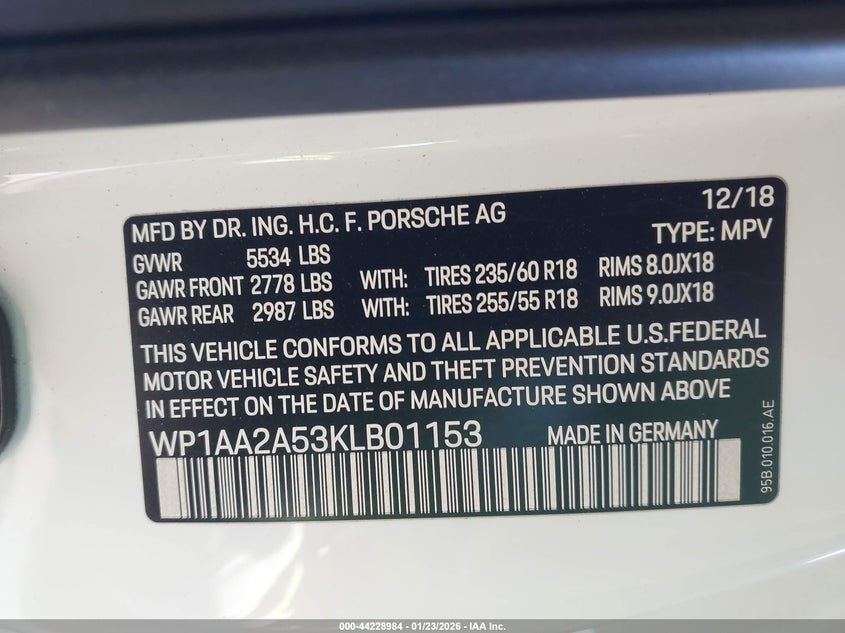 12/18
MFD BY DR. ING. H.C. F. PORSCHE AG
TYPE: MPV
GVWR 5534 LBS
GAWR FRONT 2778 LBS WITH: TIRES 235/60 R18 RIMS 8.0JX18
GAWR REAR 2987 LBS WITH: TIRES 255/55 R18 RIMS 9.0JX18
THIS VEHICLE CONFORMS TO ALL APPLICABLE U.S.FEDERAL
MOTOR VEHICLE SAFETY AND THEFT PREVENTION STANDARDS
IN EFFECT ON THE DATE OF MANUFACTURE SHOWN ABOVE
WP1AA2A53KLB01153 MADE IN GERMANY
95B.010.016.AE
000-44228984 - 01/23/2026 - IAA Inc.